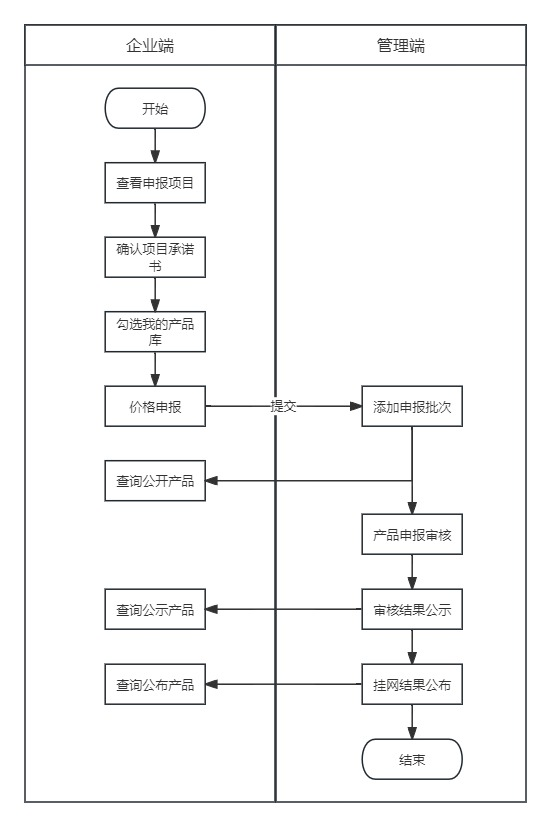 企业端
管理端
开始
查看申报项目
确认项目承诺
书
勾选我的产品
库
价格申报
提交
添加申报批次
查询公开产品
产品申报审核
查询公示产品
审核结果公示
查询公布产品
挂网结果公布
结束